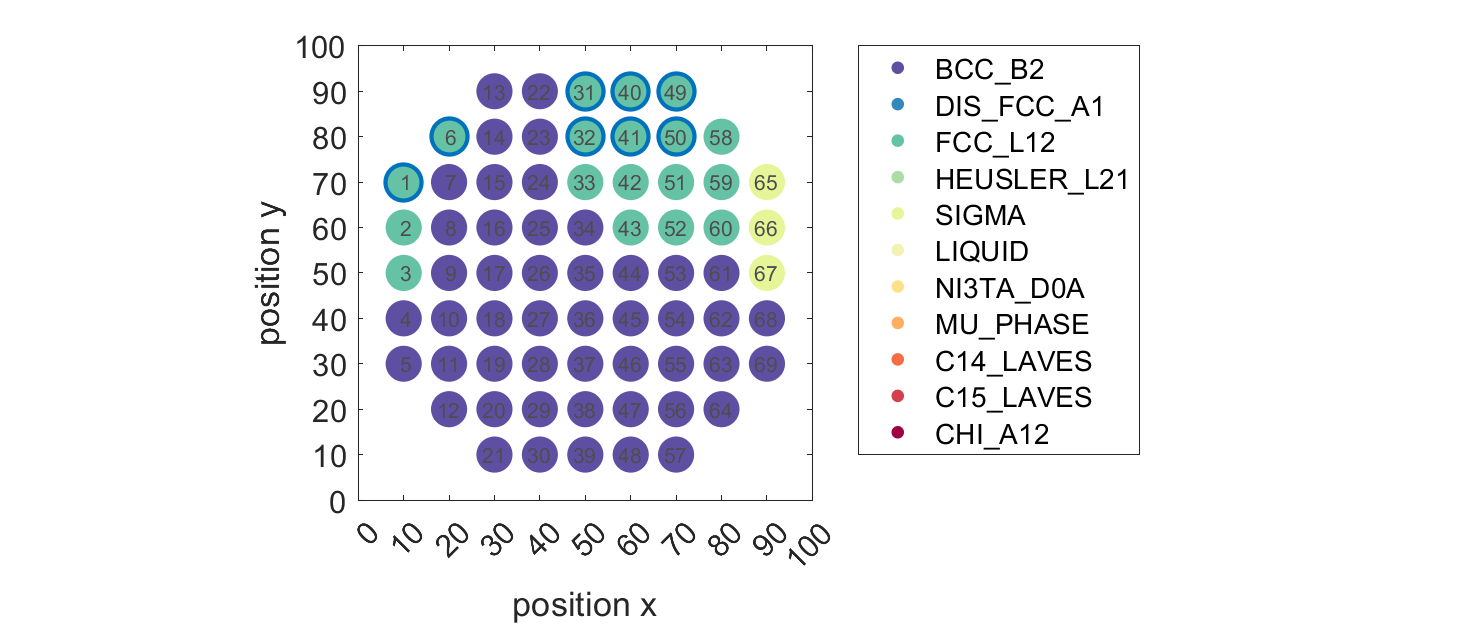 100
90
80
70
60
50
40
30
20
10
0
position y
13 22 31 40 49
6 14 23 32 41 50 58
1 7 15 24 33 42 51 59 65
2 8 16 25 34 43 52 60 66
3 9 17 26 35 44 53 61 67
4 10 18 27 36 45 54 62 68
5 11 19 28 37 46 55 63 69
12 20 29 38 47 56 64
21 30 39 48 57
0 10 20 30 40 50 60 70 80 90 100
position x
BCC_B2
DIS_FCC_A1
FCC_L12
HEUSLER_L21
SIGMA
LIQUID
NI3TA_D0A
MU_PHASE
C14_LAVES
C15_LAVES
CHI_A12